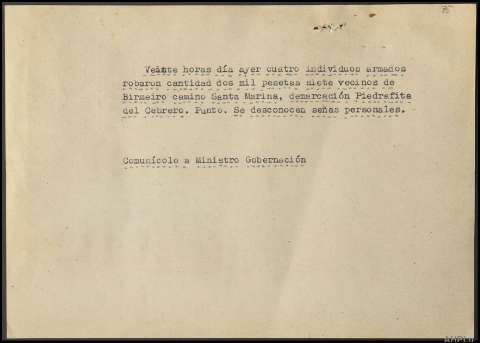 75
Veinte horas día ayer cuatro individuos armados
robaron cantidad dos mil pesetas siete vecinos de
Birmeiro camino Santa Marina, demarcación Piedrafita
del Cebrero. Punto. Se desconocen señas personales.
Comunícolo a Ministro Gobernación